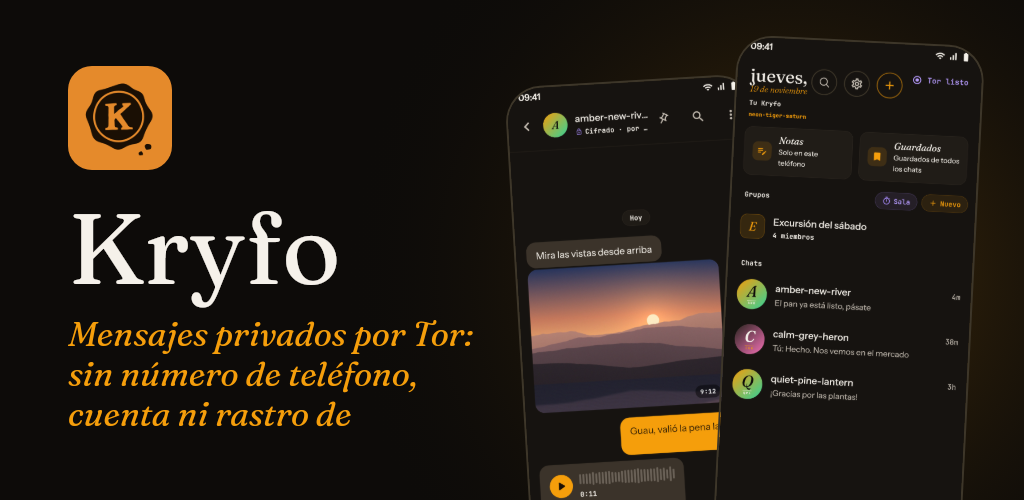 K
Kryfo
Mensajes privados por Tor:
sin número de teléfono,
cuenta ni rastro de
09:41
A
amber-new-riv…
Cifrado · por …
Hoy
Mira las vistas desde arriba
9:12
Guau, valió la pena la
0:11
09:41
jueves,
19 de noviembre
Tor listo
Tu Kryfo
neon-tiger-saturn
Notas
Solo en este
teléfono
Guardados
Guardados de todos
los chats
Grupos
Sala
+ Nuevo
E
Excursión del sábado
4 miembros
Chats
A
amber-new-river
4m
El pan ya está listo, pásate
C
calm-grey-heron
38m
Tú: Hecho. Nos vemos en el mercado
Q
quiet-pine-lantern
3h
¡Gracias por las plantas!